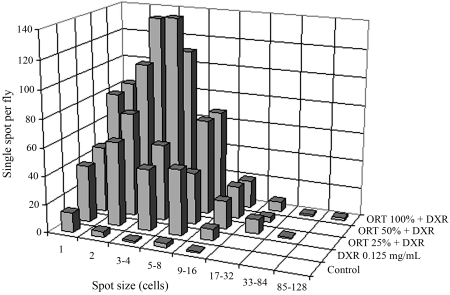 140
120
100
80
60
40
20
0
Single spot per fly
1
2
3-4
5-8
9-16
17-32
33-84
85-128
Spot size (cells)
ORT 100% + DXR
ORT 50% + DXR
ORT 25% + DXR
DXR 0.125 mg/mL
Control